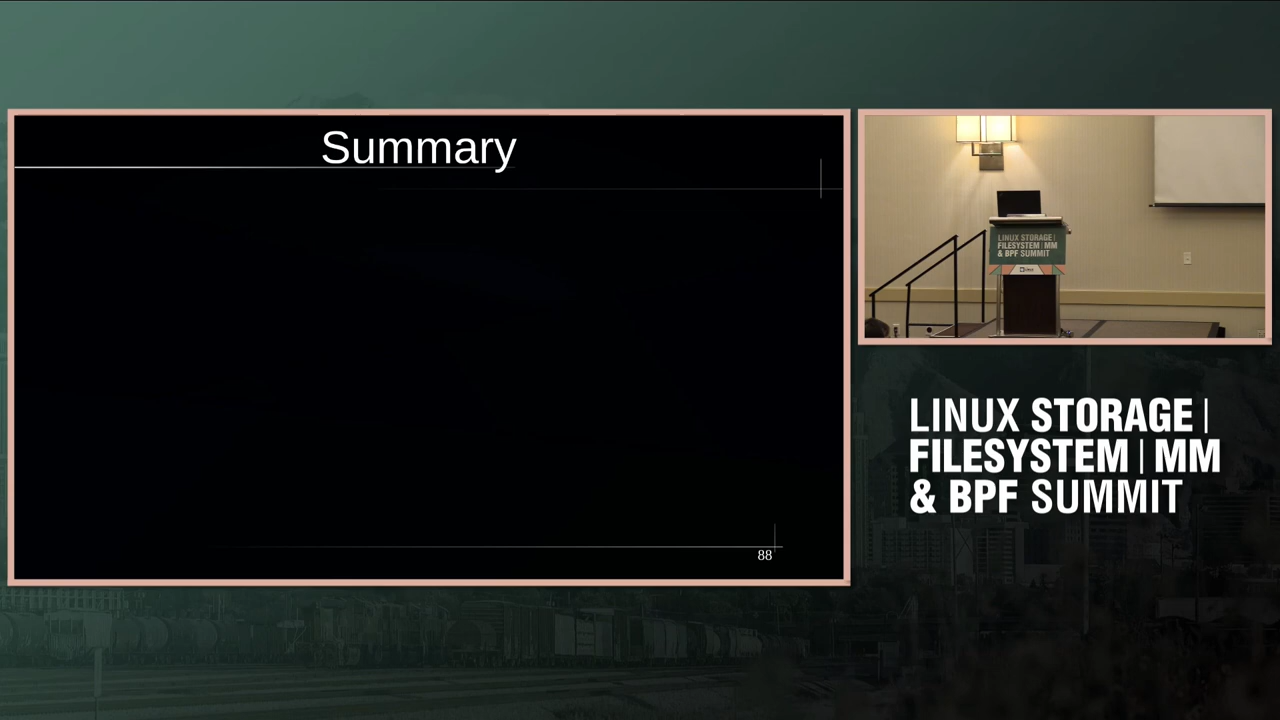 Summary
88
LINUX STORAGE |
FILESYSTEM | MM
& BPF SUMMIT
LINUX STORAGE |
FILESYSTEM | MM
& BPF SUMMIT